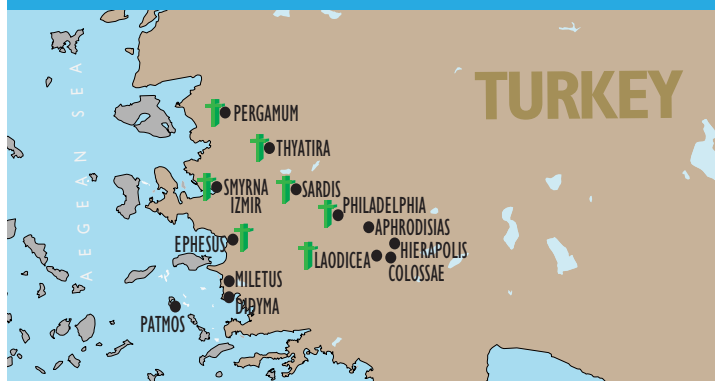 AEGEAN SEA
TURKEY
PERGAMUM
THYATIRA
SMYRNA
IZMIR
SARDIS
PHILADELPHIA
APHRODISIAS
EPHESUS
HIERAPOLIS
LAODICEA
COLOSSAE
MILETUS
DIDYMA
PATMOS